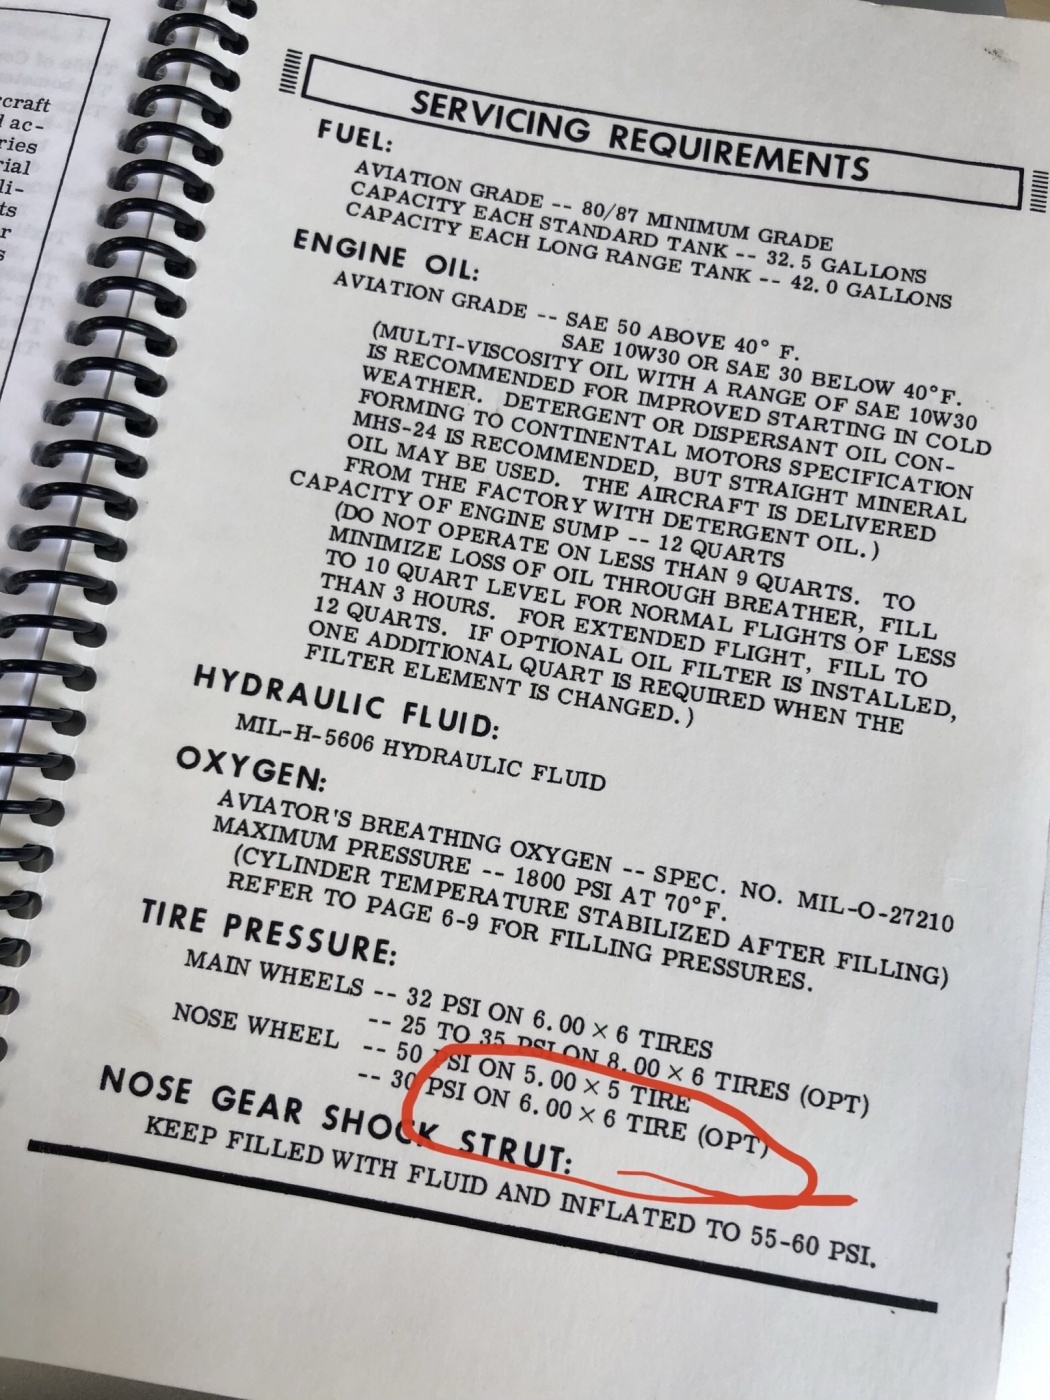 craft
d ac-
ries
rial
li-
ts
r
s
SERVICING REQUIREMENTS
FUEL:
AVIATION GRADE -- 80/87 MINIMUM GRADE
CAPACITY EACH STANDARD TANK -- 32.5 GALLONS
CAPACITY EACH LONG RANGE TANK -- 42.0 GALLONS
ENGINE OIL:
AVIATION GRADE -- SAE 50 ABOVE 40° F.
SAE 10W30 OR SAE 30 BELOW 40°F.
(MULTI-VISCOSITY OIL WITH A RANGE OF SAE 10W30
IS RECOMMENDED FOR IMPROVED STARTING IN COLD
WEATHER. DETERGENT OR DISPERSANT OIL CON-
FORMING TO CONTINENTAL MOTORS SPECIFICATION
MHS-24 IS RECOMMENDED, BUT STRAIGHT MINERAL
OIL MAY BE USED. THE AIRCRAFT IS DELIVERED
FROM THE FACTORY WITH DETERGENT OIL.)
CAPACITY OF ENGINE SUMP -- 12 QUARTS
(DO NOT OPERATE ON LESS THAN 9 QUARTS. TO
MINIMIZE LOSS OF OIL THROUGH BREATHER, FILL
TO 10 QUART LEVEL FOR NORMAL FLIGHTS OF LESS
THAN 3 HOURS. FOR EXTENDED FLIGHT, FILL TO
12 QUARTS. IF OPTIONAL OIL FILTER IS INSTALLED,
ONE ADDITIONAL QUART IS REQUIRED WHEN THE
FILTER ELEMENT IS CHANGED.)
HYDRAULIC FLUID:
MIL-H-5606 HYDRAULIC FLUID
OXYGEN:
AVIATOR'S BREATHING OXYGEN -- SPEC. NO. MIL-O-27210
MAXIMUM PRESSURE -- 1800 PSI AT 70°F.
(CYLINDER TEMPERATURE STABILIZED AFTER FILLING)
REFER TO PAGE 6-9 FOR FILLING PRESSURES.
TIRE PRESSURE:
MAIN WHEELS -- 32 PSI ON 6.00 × 6 TIRES
-- 25 TO 35 PSI ON 8.00 × 6 TIRES (OPT)
NOSE WHEEL -- 50 PSI ON 5.00 × 5 TIRE
-- 30 PSI ON 6.00 × 6 TIRE (OPT)
NOSE GEAR SHOCK STRUT:
KEEP FILLED WITH FLUID AND INFLATED TO 55-60 PSI.